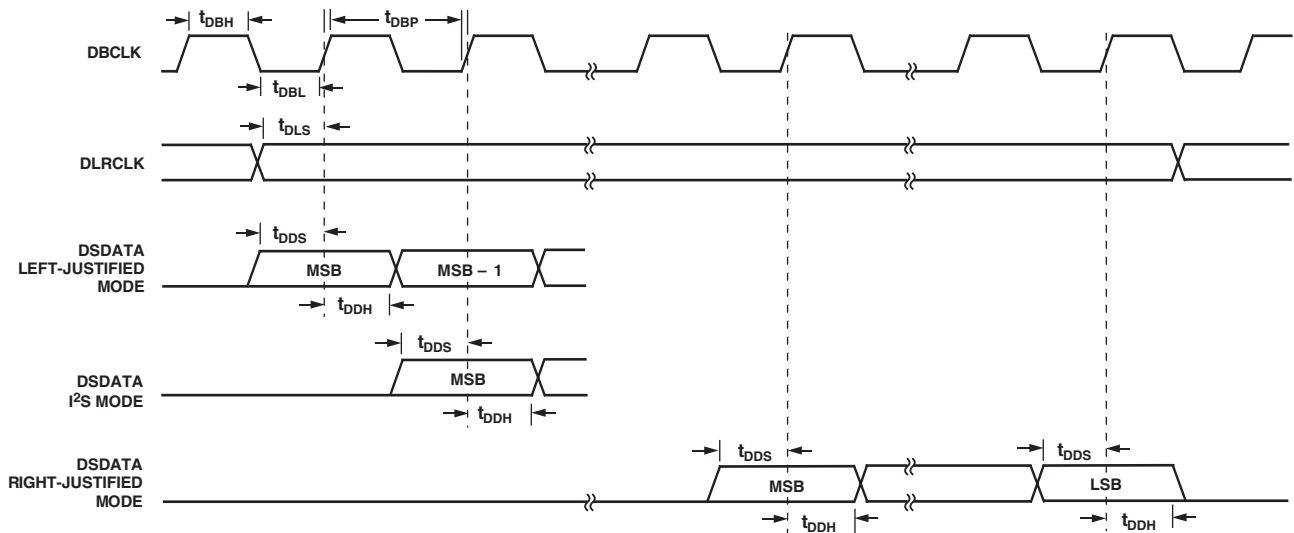 tDBH
tDBP
DBCLK
tDBL
tDLS
DLRCLK
DSDATA
LEFT-JUSTIFIED
MODE
tDDS
MSB
MSB – 1
tDDH
DSDATA
I²S MODE
tDDS
MSB
tDDH
DSDATA
RIGHT-JUSTIFIED
MODE
tDDS
tDDS
MSB
LSB
tDDH
tDDH